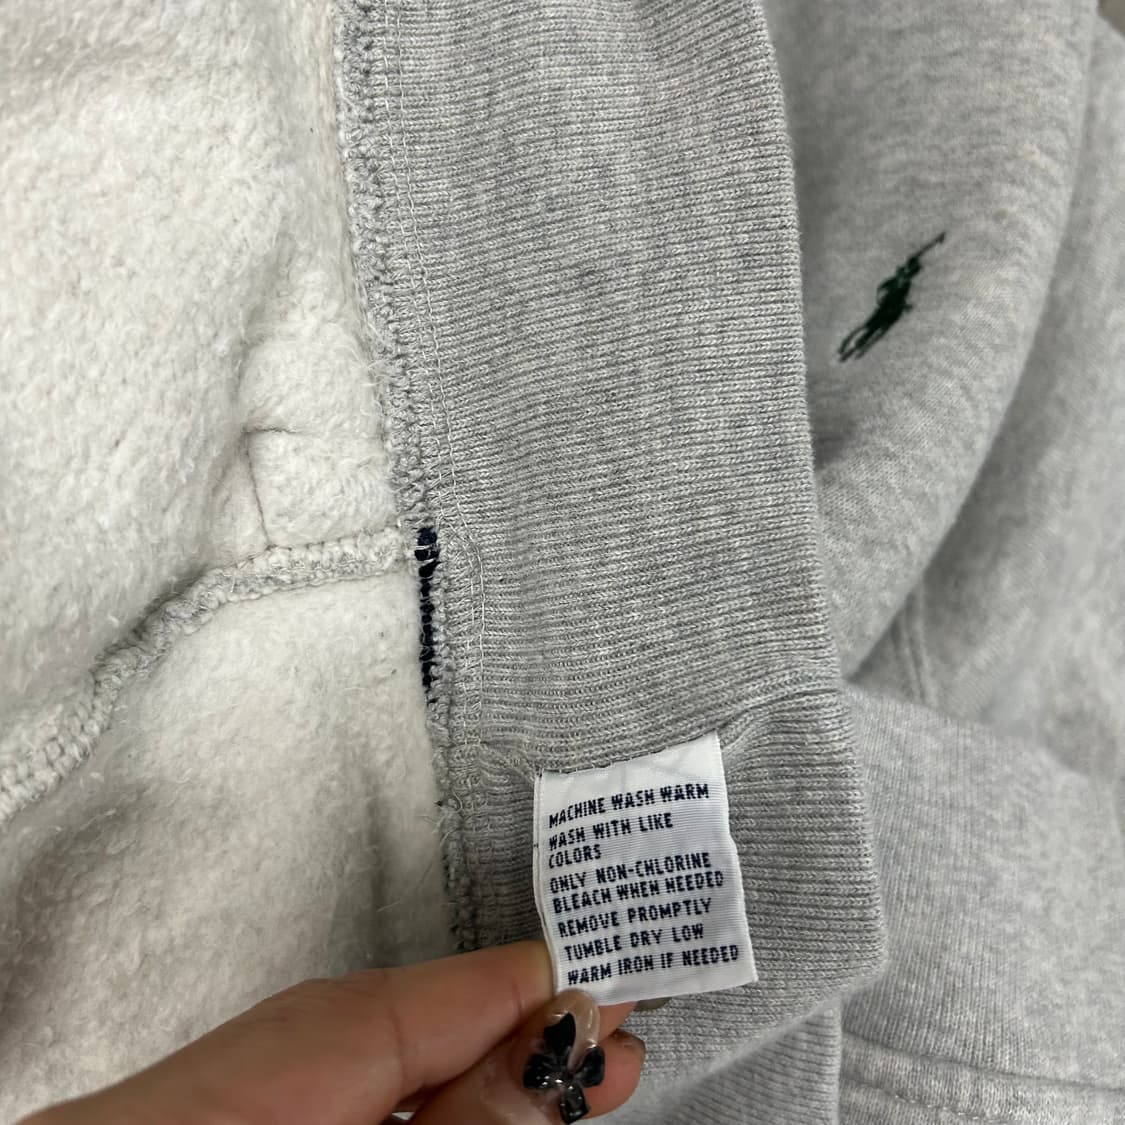 MACHINE WASH WARM
WASH WITH LIKE
COLORS
ONLY NON-CHLORINE
BLEACH WHEN NEEDED
REMOVE PROMPTLY
TUMBLE DRY LOW
WARM IRON IF NEEDED